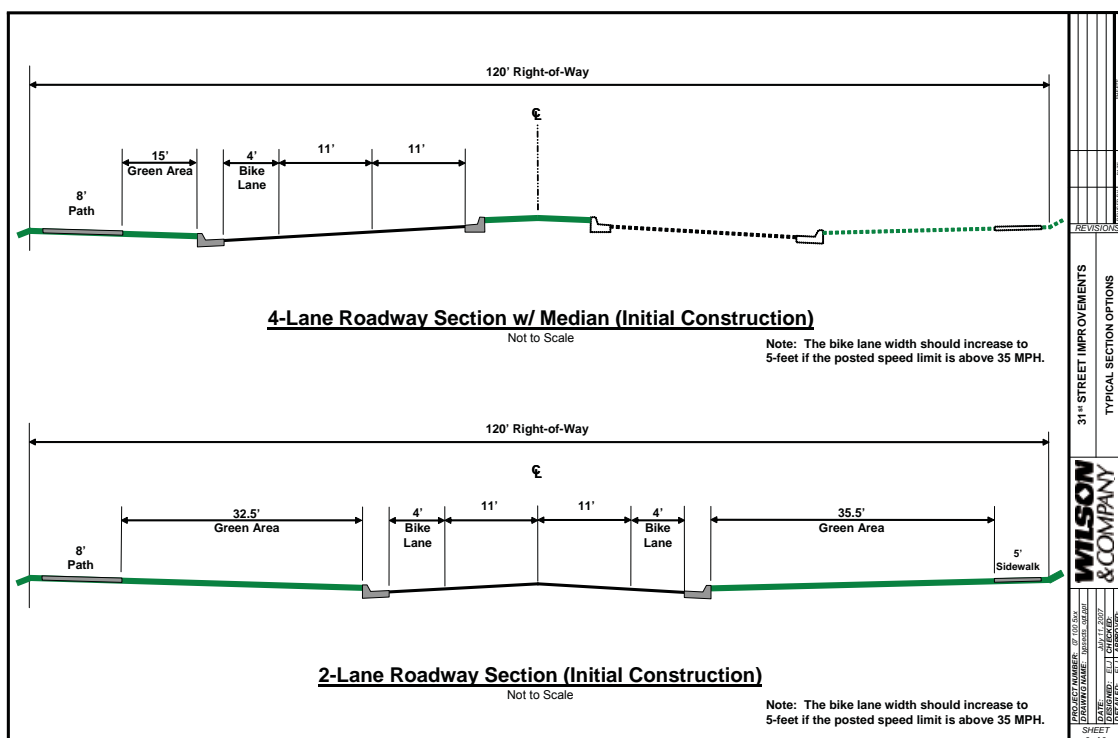 120' Right-of-Way
℄
15'
Green Area
4'
Bike
Lane
11'
11'
8'
Path
4-Lane Roadway Section w/ Median (Initial Construction)
Not to Scale
Note: The bike lane width should increase to
5-feet if the posted speed limit is above 35 MPH.
120' Right-of-Way
℄
32.5'
Green Area
4'
Bike
Lane
11'
11'
4'
Bike
Lane
35.5'
Green Area
8'
Path
5'
Sidewalk
2-Lane Roadway Section (Initial Construction)
Not to Scale
Note: The bike lane width should increase to
5-feet if the posted speed limit is above 35 MPH.
REVISIONS
31st STREET IMPROVEMENTS
TYPICAL SECTION OPTIONS
WILSON
&COMPANY
PROJECT NUMBER: 07 100 5xx
DRAWING NAME:
DATE: July 11, 2007
DESIGNED: ELJ CHECKED:
SHEET